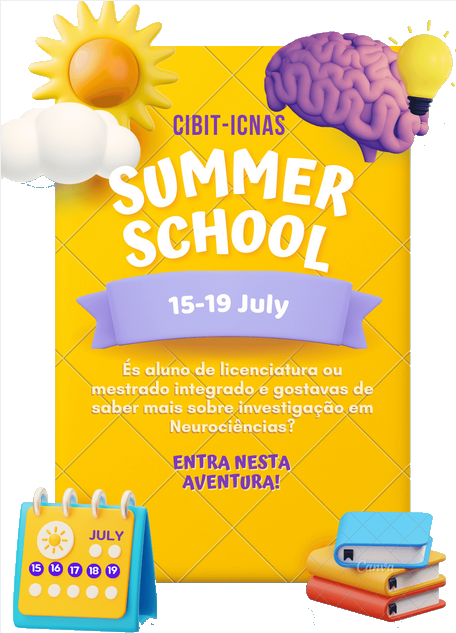 CIBIT-ICNAS
SUMMER
SCHOOL
15-19 July
És aluno de licenciatura ou
mestrado integrado e gostavas de
saber mais sobre investigação em
Neurociências?
ENTRA NESTA
AVENTURA!
JULY
15 16 17 18 19
Canva